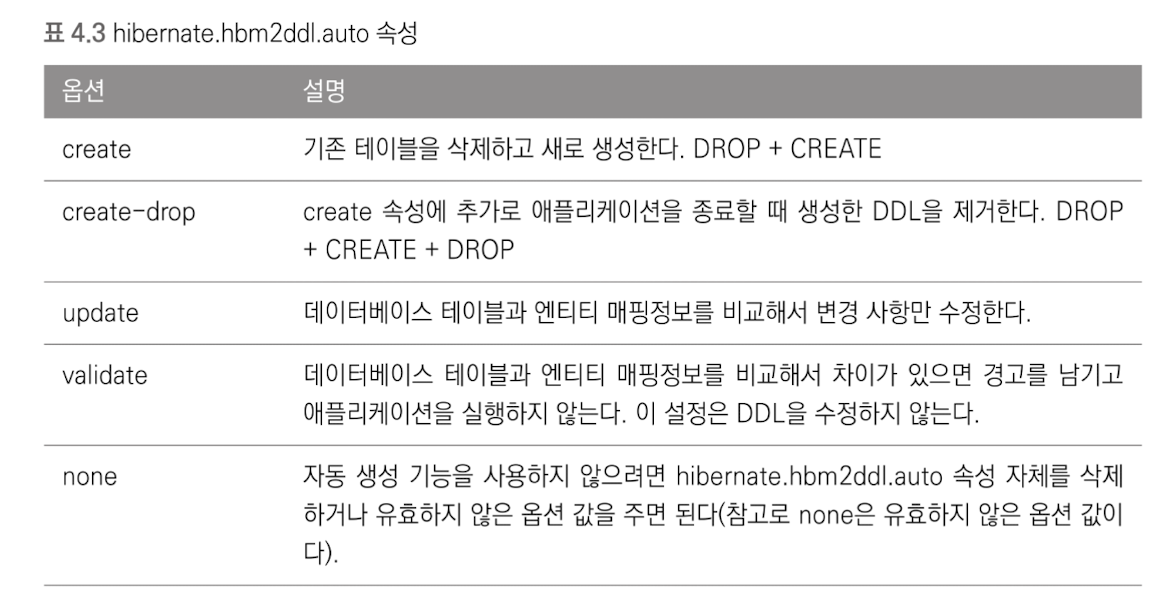 표 4.3 hibernate.hbm2ddl.auto 속성
옵션 설명
create 기존 테이블을 삭제하고 새로 생성한다. DROP + CREATE
create-drop create 속성에 추가로 애플리케이션을 종료할 때 생성한 DDL을 제거한다. DROP
+ CREATE + DROP
update 데이터베이스 테이블과 엔티티 매핑정보를 비교해서 변경 사항만 수정한다.
validate 데이터베이스 테이블과 엔티티 매핑정보를 비교해서 차이가 있으면 경고를 남기고
애플리케이션을 실행하지 않는다. 이 설정은 DDL을 수정하지 않는다.
none 자동 생성 기능을 사용하지 않으려면 hibernate.hbm2ddl.auto 속성 자체를 삭제
하거나 유효하지 않은 옵션 값을 주면 된다(참고로 none은 유효하지 않은 옵션 값이
다).